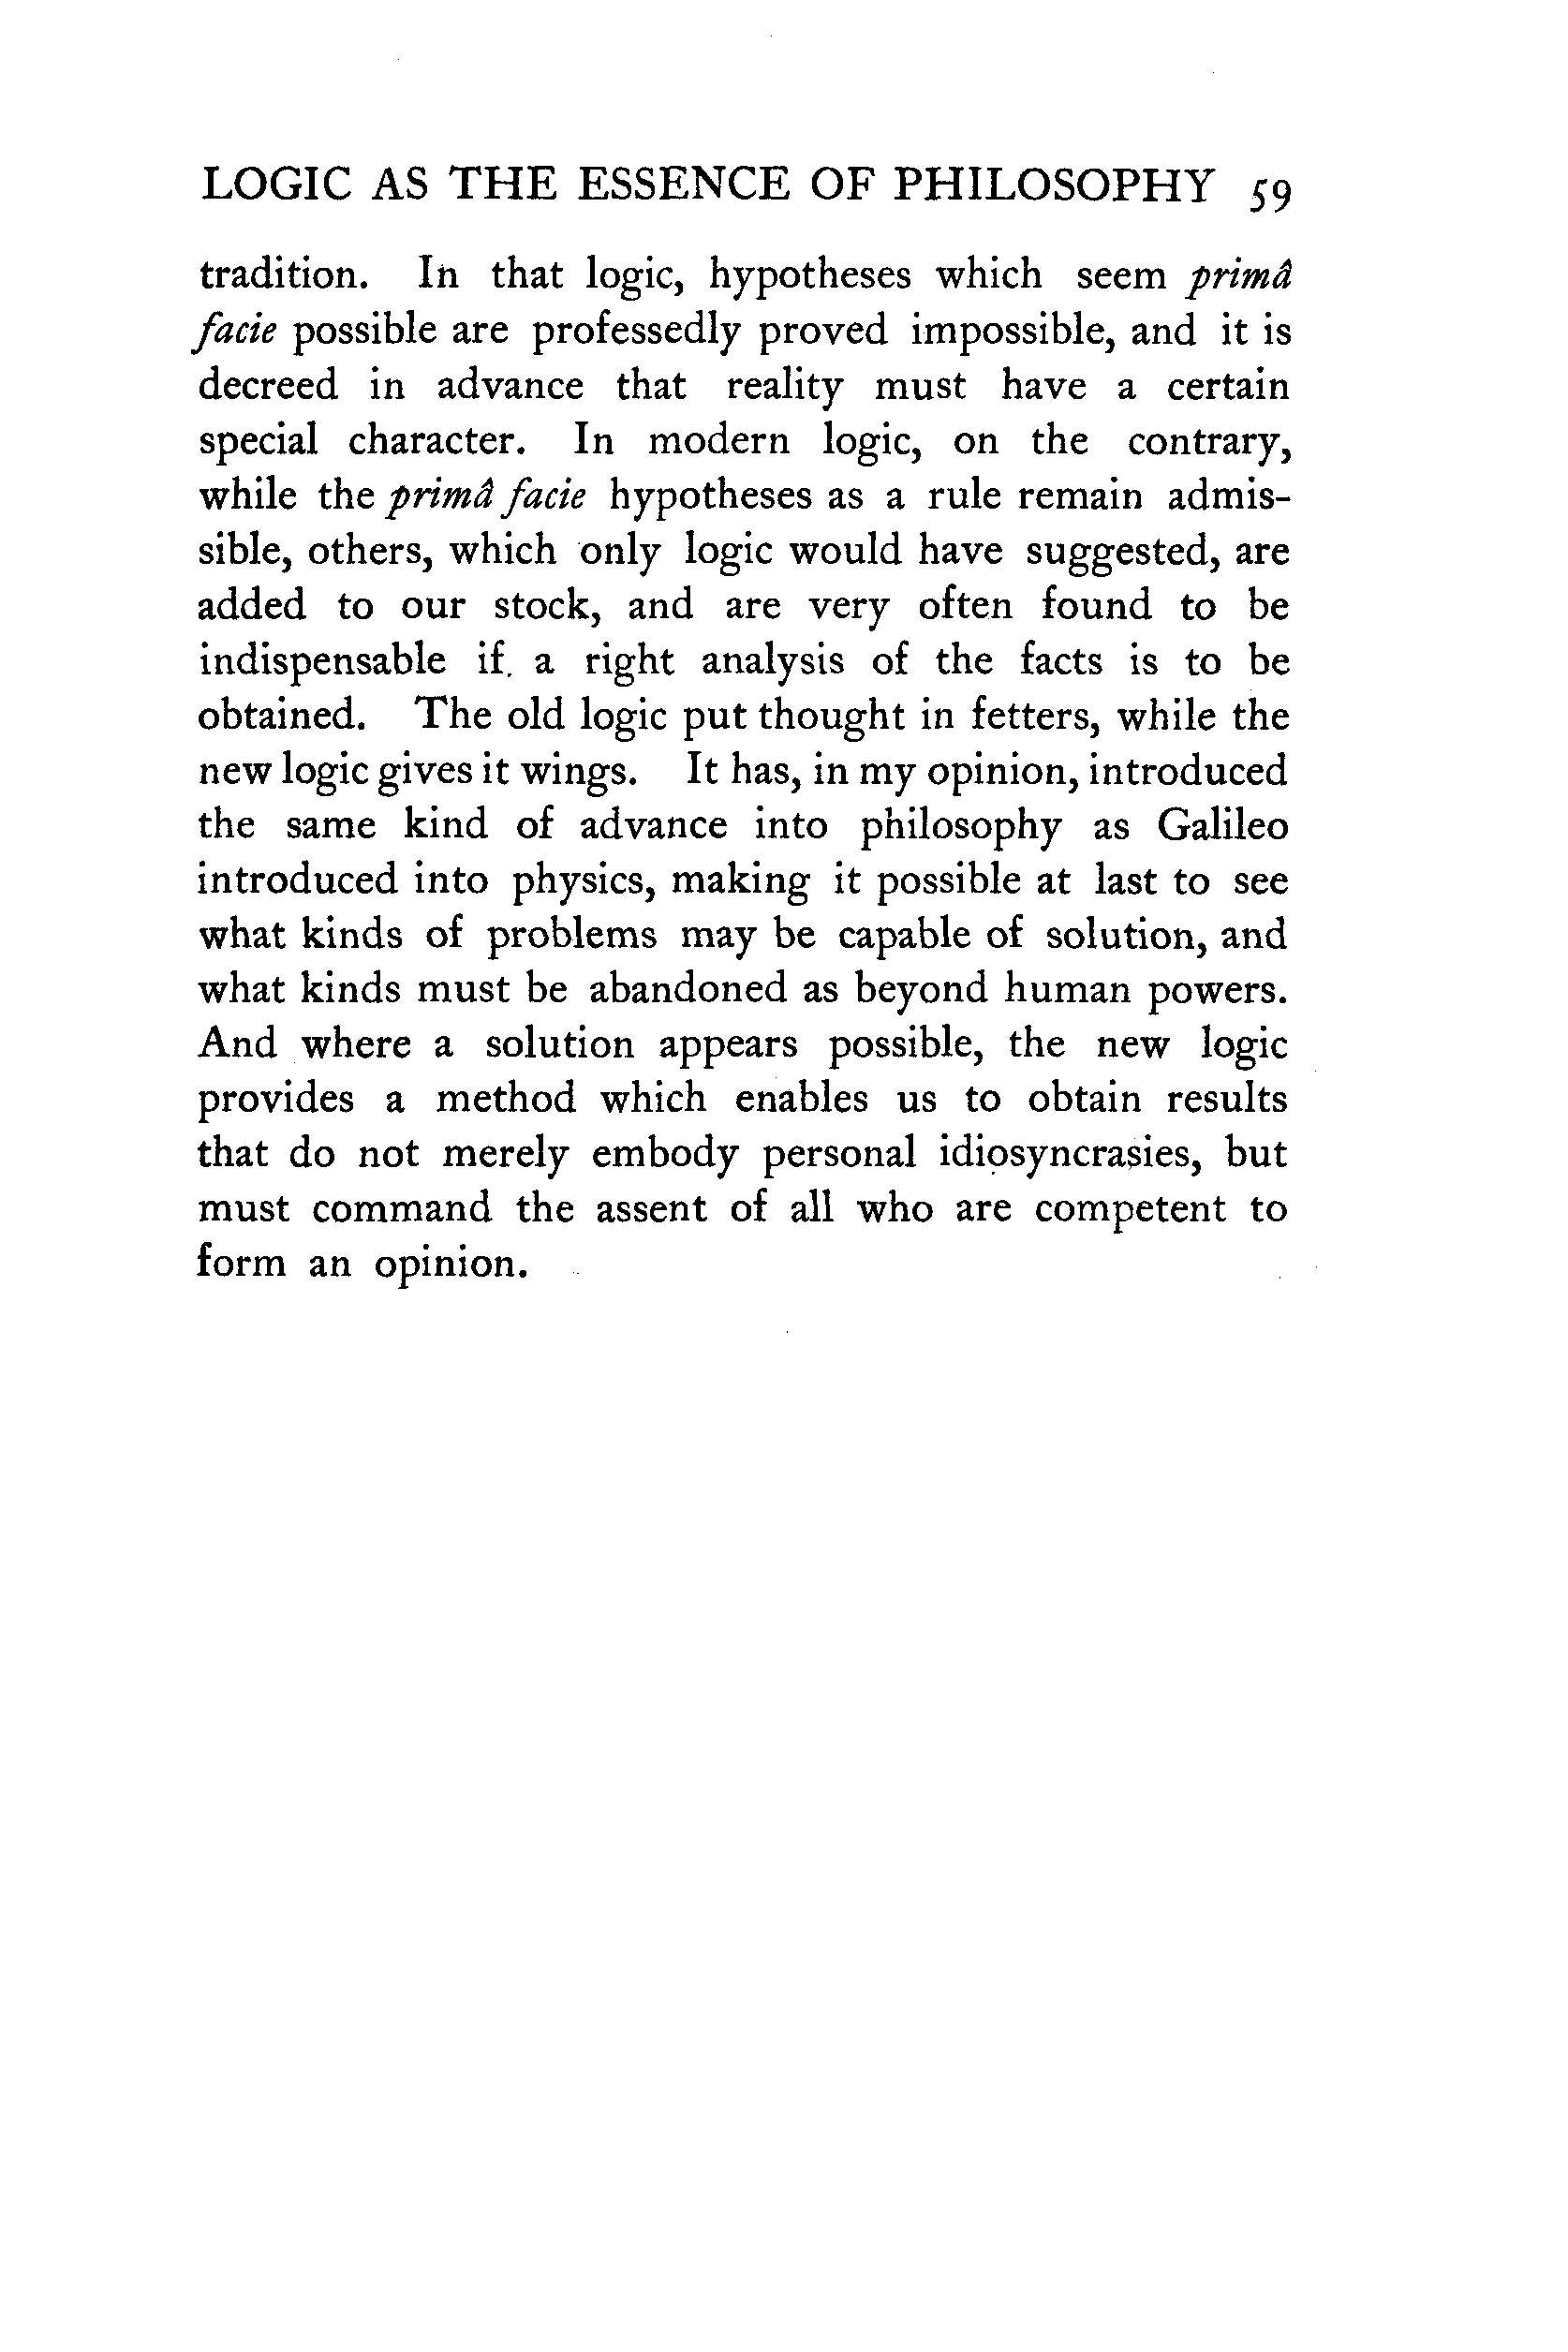 LOGIC AS THE ESSENCE OF PHILOSOPHY 59
tradition. In that logic, hypotheses which seem primâ
facie possible are professedly proved impossible, and it is
decreed in advance that reality must have a certain
special character. In modern logic, on the contrary,
while the primâ facie hypotheses as a rule remain admis-
sible, others, which only logic would have suggested, are
added to our stock, and are very often found to be
indispensable if a right analysis of the facts is to be
obtained. The old logic put thought in fetters, while the
new logic gives it wings. It has, in my opinion, introduced
the same kind of advance into philosophy as Galileo
introduced into physics, making it possible at last to see
what kinds of problems may be capable of solution, and
what kinds must be abandoned as beyond human powers.
And where a solution appears possible, the new logic
provides a method which enables us to obtain results
that do not merely embody personal idiosyncrasies, but
must command the assent of all who are competent to
form an opinion.